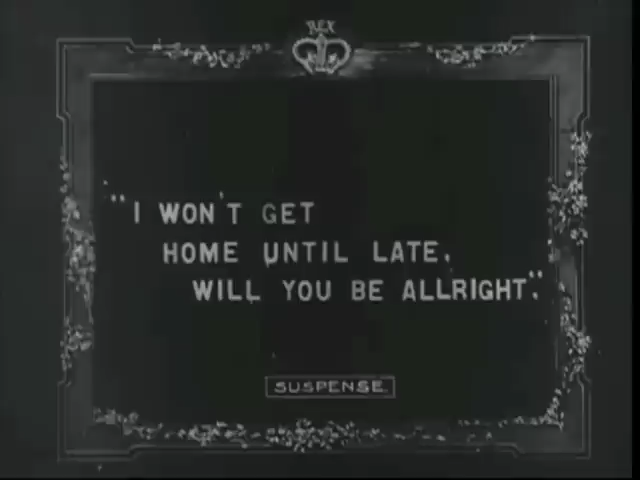 REX
"I WON'T GET
HOME UNTIL LATE.
WILL YOU BE ALLRIGHT."
SUSPENSE.